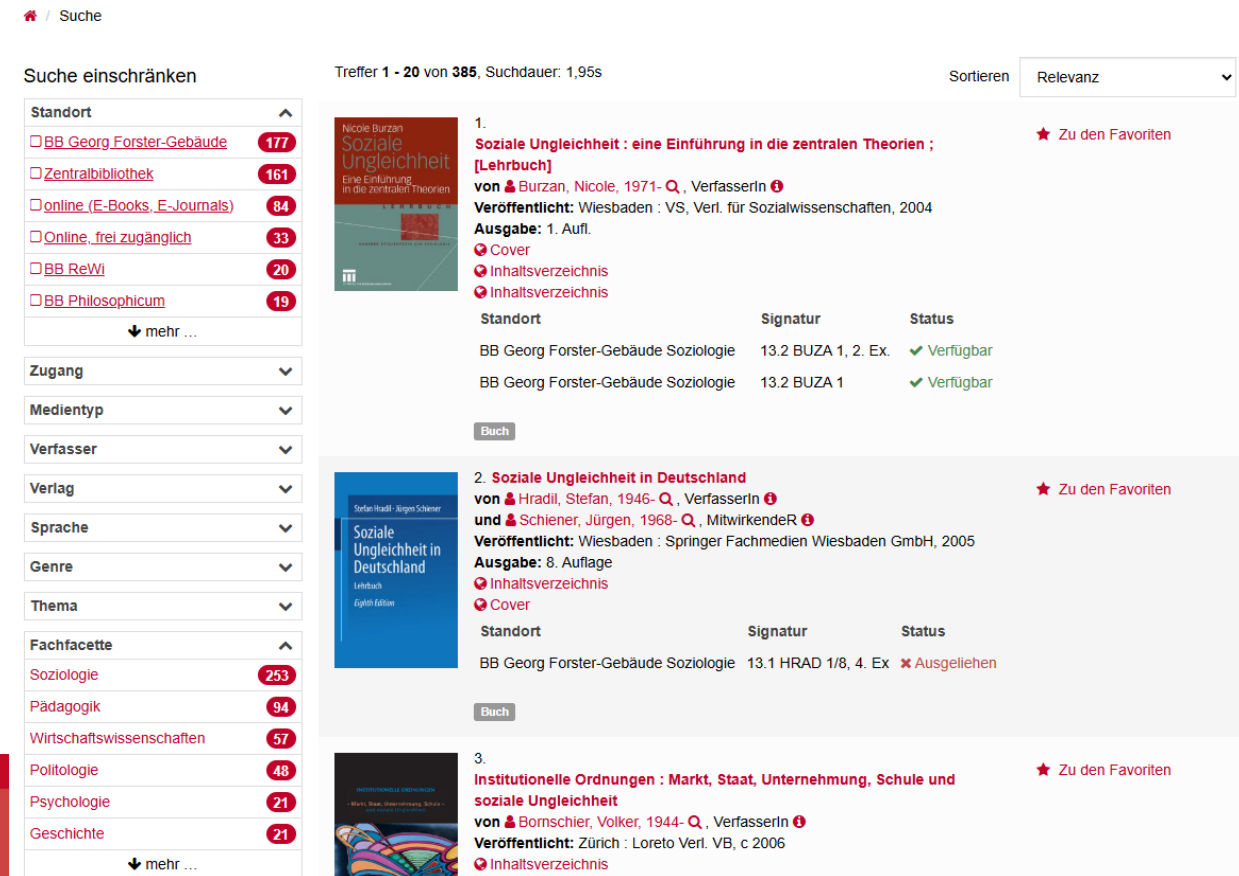 / Suche
Suche einschränken
Standort
BB Georg Forster-Gebäude 177
Zentralbibliothek 161
online (E-Books, E-Journals) 84
Online, frei zugänglich 33
BB ReWi 20
BB Philosophicum 19
mehr ...
Zugang
Medientyp
Verfasser
Verlag
Sprache
Genre
Thema
Fachfacette
Soziologie 253
Pädagogik 94
Wirtschaftswissenschaften 57
Politologie 48
Psychologie 21
Geschichte 21
mehr ...
Treffer 1 - 20 von 385, Suchdauer: 1,95s
Sortieren Relevanz
Nicole Burzan
Soziale
Ungleichheit
Eine Einführung
in die zentralen Theorien
LEHRBUCH
1.
Soziale Ungleichheit : eine Einführung in die zentralen Theorien ;
[Lehrbuch]
von Burzan, Nicole, 1971- , VerfasserIn
Veröffentlicht: Wiesbaden : VS, Verl. für Sozialwissenschaften, 2004
Ausgabe: 1. Aufl.
Cover
Inhaltsverzeichnis
Inhaltsverzeichnis
Standort Signatur Status
BB Georg Forster-Gebäude Soziologie 13.2 BUZA 1, 2. Ex. Verfügbar
BB Georg Forster-Gebäude Soziologie 13.2 BUZA 1 Verfügbar
Buch
Zu den Favoriten
Stefan Hradil · Jürgen Schiener
Soziale
Ungleichheit in
Deutschland
Lehrbuch
Eighth Edition
2. Soziale Ungleichheit in Deutschland
von Hradil, Stefan, 1946- , VerfasserIn
und Schiener, Jürgen, 1968- , MitwirkendeR
Veröffentlicht: Wiesbaden : Springer Fachmedien Wiesbaden GmbH, 2005
Ausgabe: 8. Auflage
Inhaltsverzeichnis
Cover
Standort Signatur Status
BB Georg Forster-Gebäude Soziologie 13.1 HRAD 1/8, 4. Ex Ausgeliehen
Buch
Zu den Favoriten
INSTITUTIONELLE ORDNUNGEN
- Markt, Staat, Unternehmung, Schule -
und soziale Ungleichheit
3.
Institutionelle Ordnungen : Markt, Staat, Unternehmung, Schule und
soziale Ungleichheit
von Bornschier, Volker, 1944- , VerfasserIn
Veröffentlicht: Zürich : Loreto Verl. VB, c 2006
Inhaltsverzeichnis
Zu den Favoriten